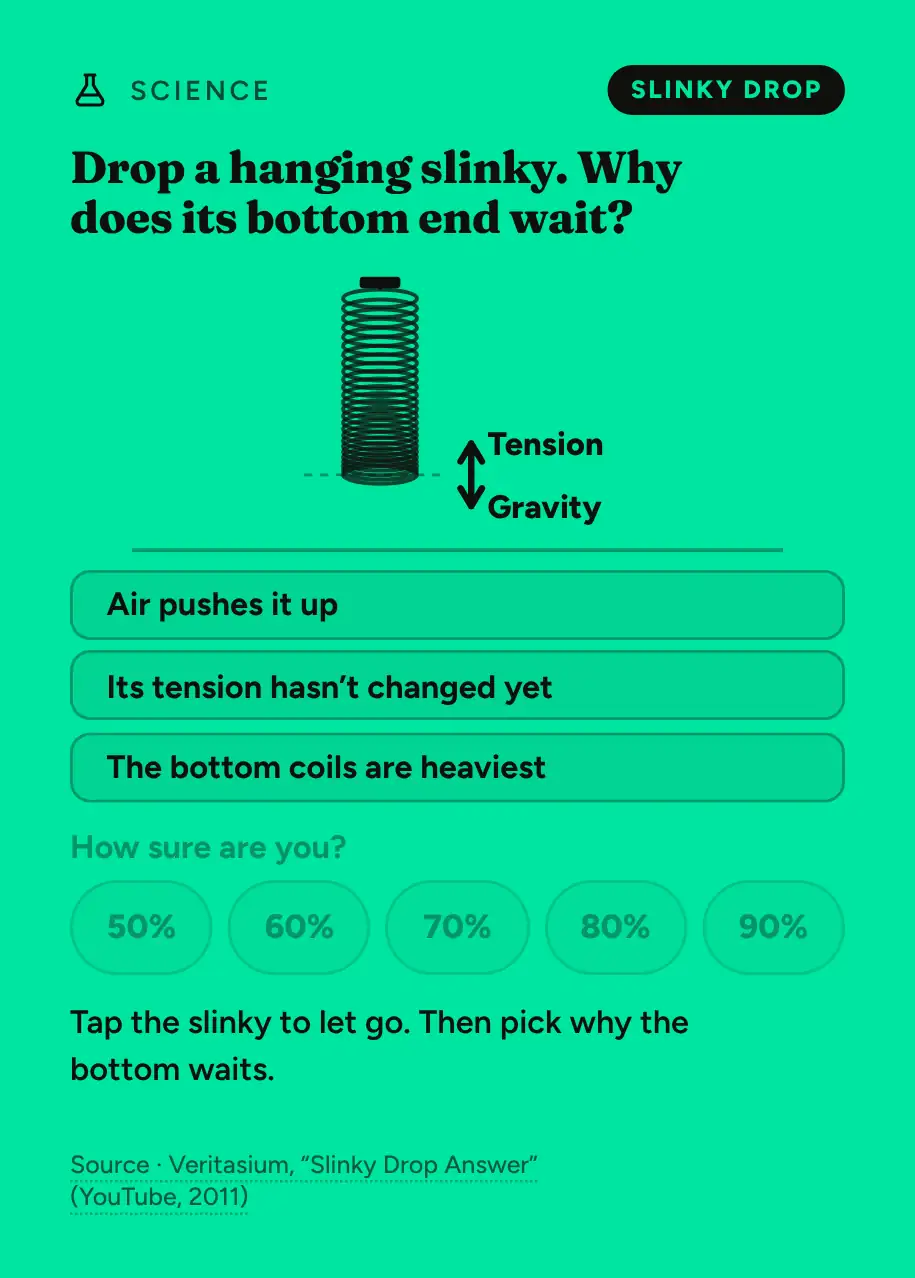 SCIENCE
SLINKY DROP
Drop a hanging slinky. Why
does its bottom end wait?
Tension
Gravity
Air pushes it up
Its tension hasn’t changed yet
The bottom coils are heaviest
How sure are you?
50%
60%
70%
80%
90%
Tap the slinky to let go. Then pick why the
bottom waits.
Source · Veritasium, “Slinky Drop Answer”
(YouTube, 2011)